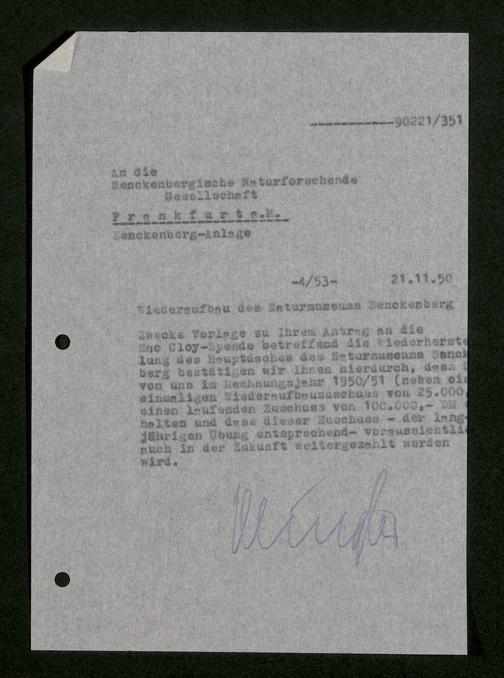 ------------90221/351
An die
Senckenbergische Naturforschende
Gesellschaft
F r a n k f u r t a.M.
Senckenberg-Anlage
-4/53- 21.11.50
Wiederaufbau des Naturmuseums Senckenberg
Zwecks Vorlage zu Ihrem Antrag an die
Mac Cloy-Spende betreffend die Wiederherste
lung des Hauptdaches des Naturmuseums Senck
berg bestätigen wir Ihnen hierdurch, dass
von uns im Rechnungsjahr 1950/51 (neben ein
einmaligen Wiederaufbauzuschuss von 25.000,
einen laufenden Zuschuss von 100.000,- DM
halten und dass dieser Zuschuss - der lang-
jährigen Übung entsprechend- voraussichtlic
auch in der Zukunft weitergezahlt werden
wird.